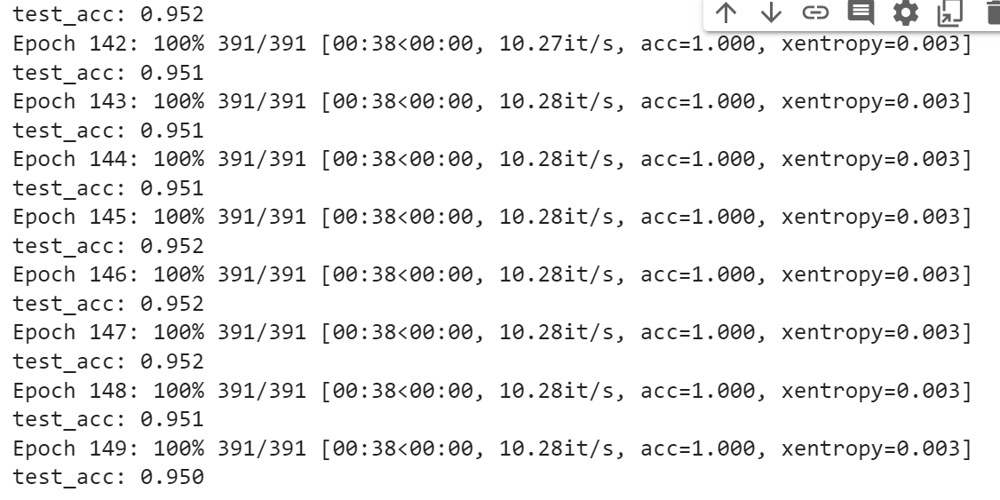 test_acc: 0.952
Epoch 142: 100% 391/391 [00:38<00:00, 10.27it/s, acc=1.000, xentropy=0.003]
test_acc: 0.951
Epoch 143: 100% 391/391 [00:38<00:00, 10.28it/s, acc=1.000, xentropy=0.003]
test_acc: 0.951
Epoch 144: 100% 391/391 [00:38<00:00, 10.28it/s, acc=1.000, xentropy=0.003]
test_acc: 0.951
Epoch 145: 100% 391/391 [00:38<00:00, 10.28it/s, acc=1.000, xentropy=0.003]
test_acc: 0.952
Epoch 146: 100% 391/391 [00:38<00:00, 10.28it/s, acc=1.000, xentropy=0.003]
test_acc: 0.952
Epoch 147: 100% 391/391 [00:38<00:00, 10.28it/s, acc=1.000, xentropy=0.003]
test_acc: 0.952
Epoch 148: 100% 391/391 [00:38<00:00, 10.28it/s, acc=1.000, xentropy=0.003]
test_acc: 0.951
Epoch 149: 100% 391/391 [00:38<00:00, 10.28it/s, acc=1.000, xentropy=0.003]
test_acc: 0.950